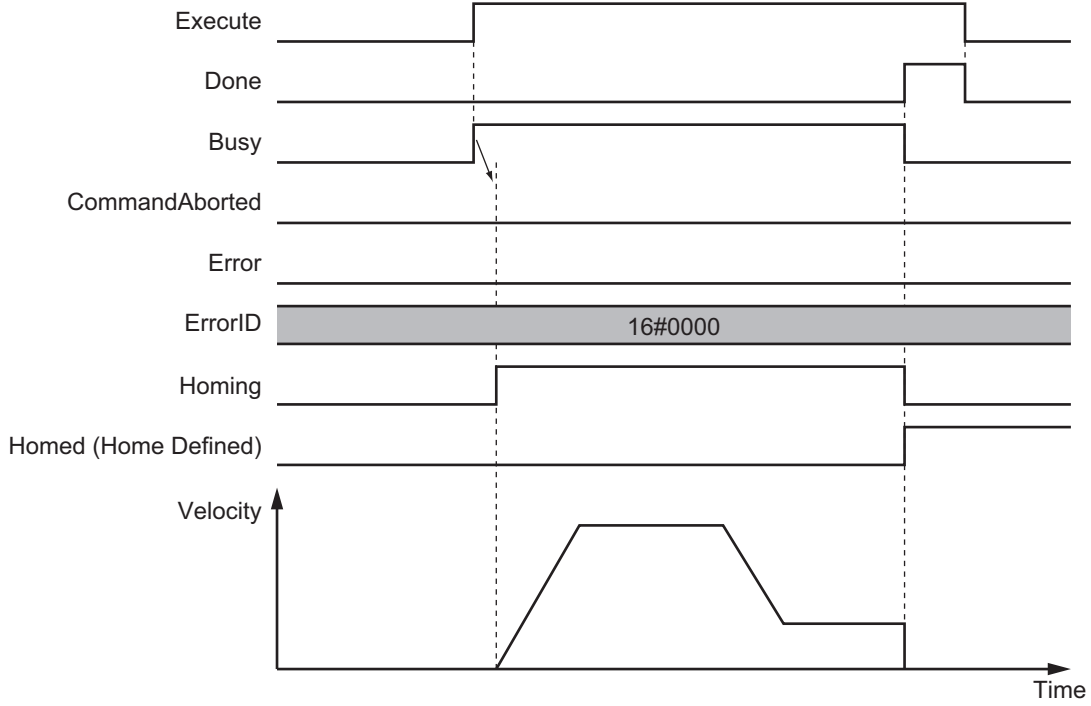 Execute
Done
Busy
CommandAborted
Error
ErrorID
16#0000
Homing
Homed (Home Defined)
Velocity
Time